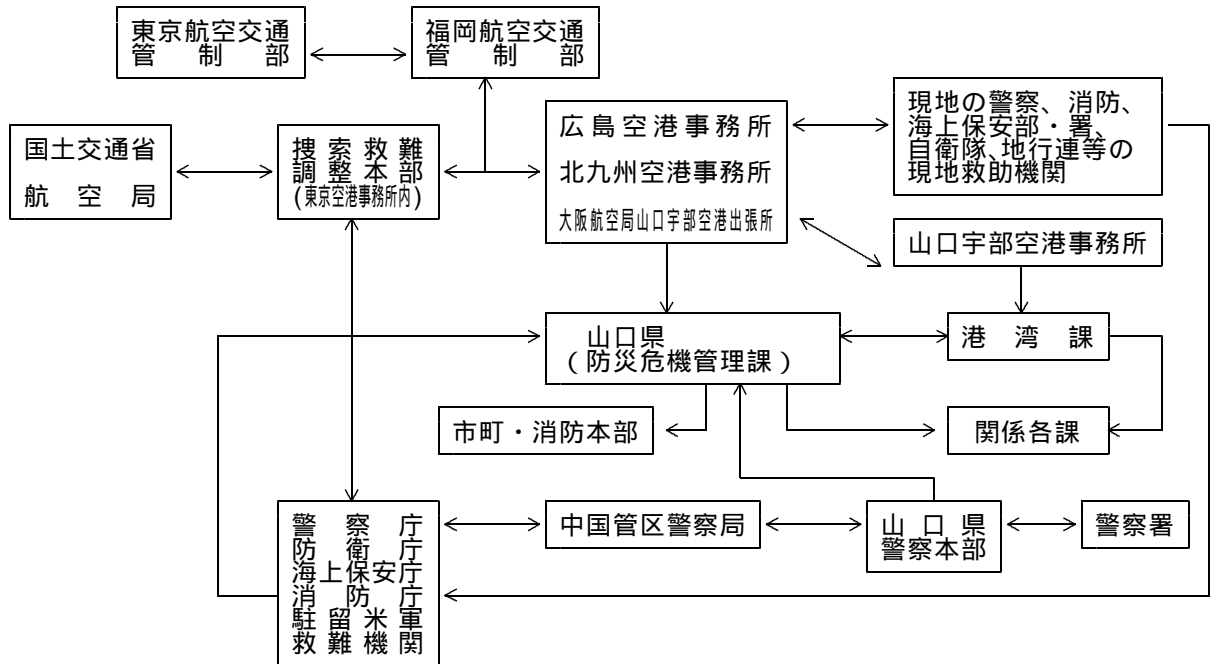 東京航空交通
管制部
福岡航空交通
管制部
国土交通省
航空局
捜索救難
調整本部
(東京空港事務所内)
広島空港事務所
北九州空港事務所
大阪航空局山口宇部空港出張所
現地の警察、消防、
海上保安部・署、
自衛隊、地行連等の
現地救助機関
山口宇部空港事務所
山口県
(防災危機管理課)
港湾課
市町・消防本部
関係各課
警察庁
防衛庁
海上保安庁
消防庁
駐留米軍
救難機関
中国管区警察局
山口県
警察本部
警察署